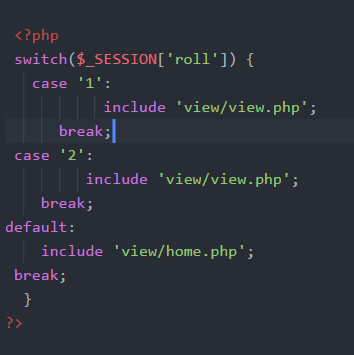 <?php
switch($_SESSION['roll']) {
case '1':
include 'view/view.php';
break;
case '2':
include 'view/view.php';
break;
default:
include 'view/home.php';
break;
}
?>